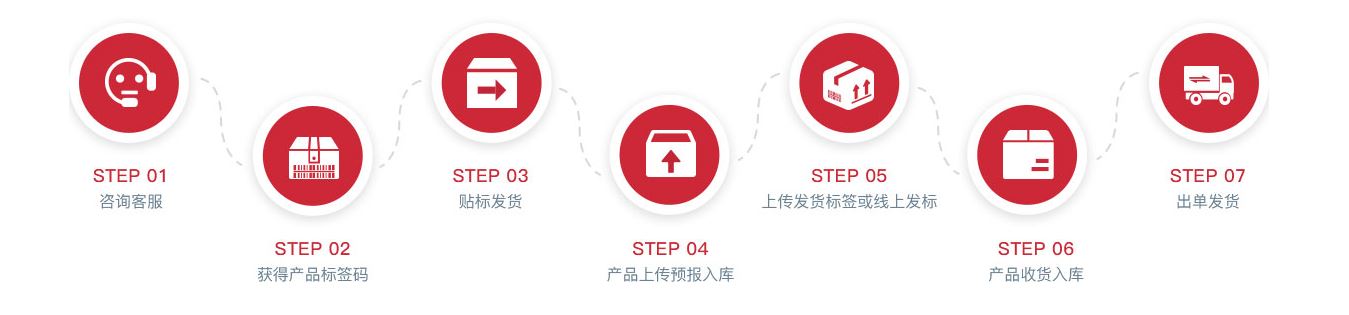 STEP 01
咨询客服
STEP 02
获得产品标签码
STEP 03
贴标发货
STEP 04
产品上传预报入库
STEP 05
上传发货标签或线上发标
STEP 06
产品收货入库
STEP 07
出单发货